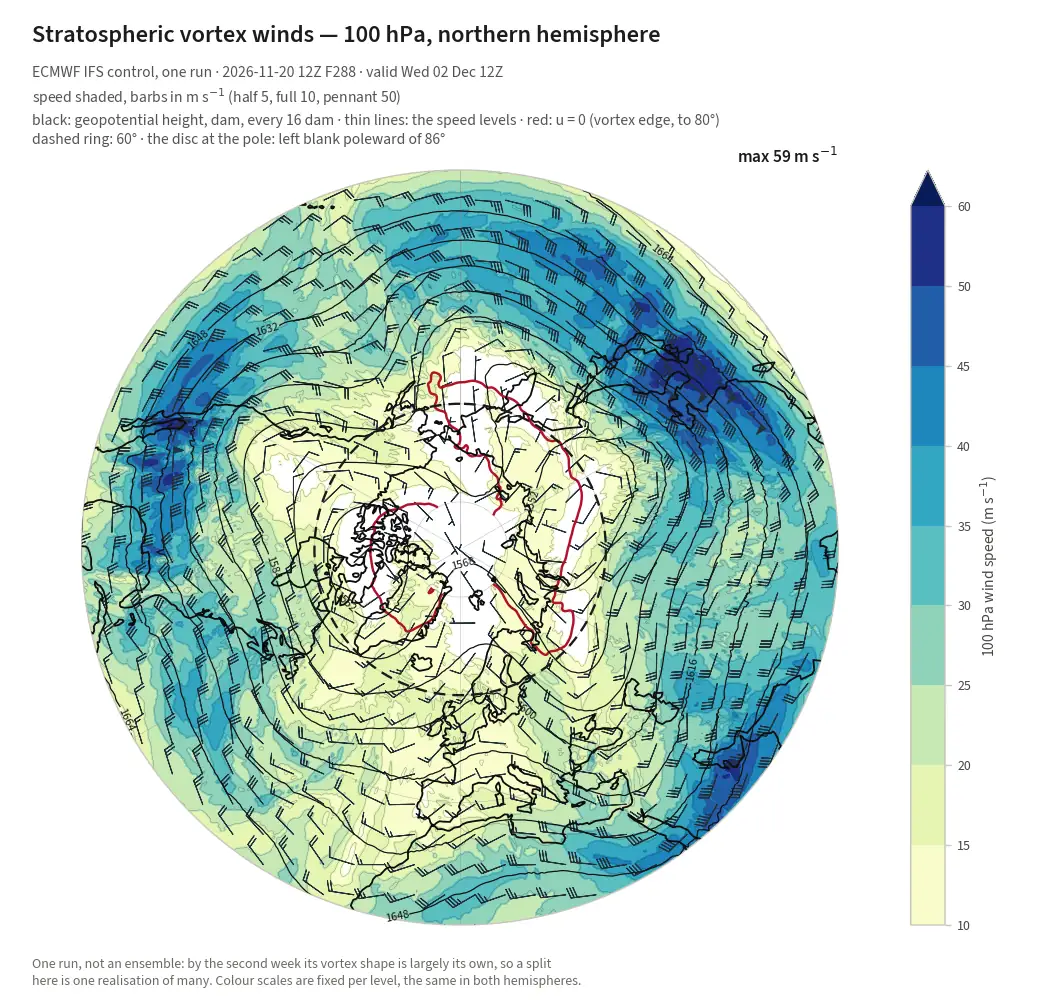 Stratospheric vortex winds — 100 hPa, northern hemisphere
ECMWF IFS control, one run · 2026-11-20 12Z F288 · valid Wed 02 Dec 12Z
speed shaded, barbs in m s⁻¹ (half 5, full 10, pennant 50)
black: geopotential height, dam, every 16 dam · thin lines: the speed levels · red: u = 0 (vortex edge, to 80°)
dashed ring: 60° · the disc at the pole: left blank poleward of 86°
max 59 m s⁻¹
60
50
45
40
35
30
25
20
15
10
100 hPa wind speed (m s⁻¹)
1664
1648
1632
1568
1616
1664
1648
One run, not an ensemble: by the second week its vortex shape is largely its own, so a split
here is one realisation of many. Colour scales are fixed per level, the same in both hemispheres.